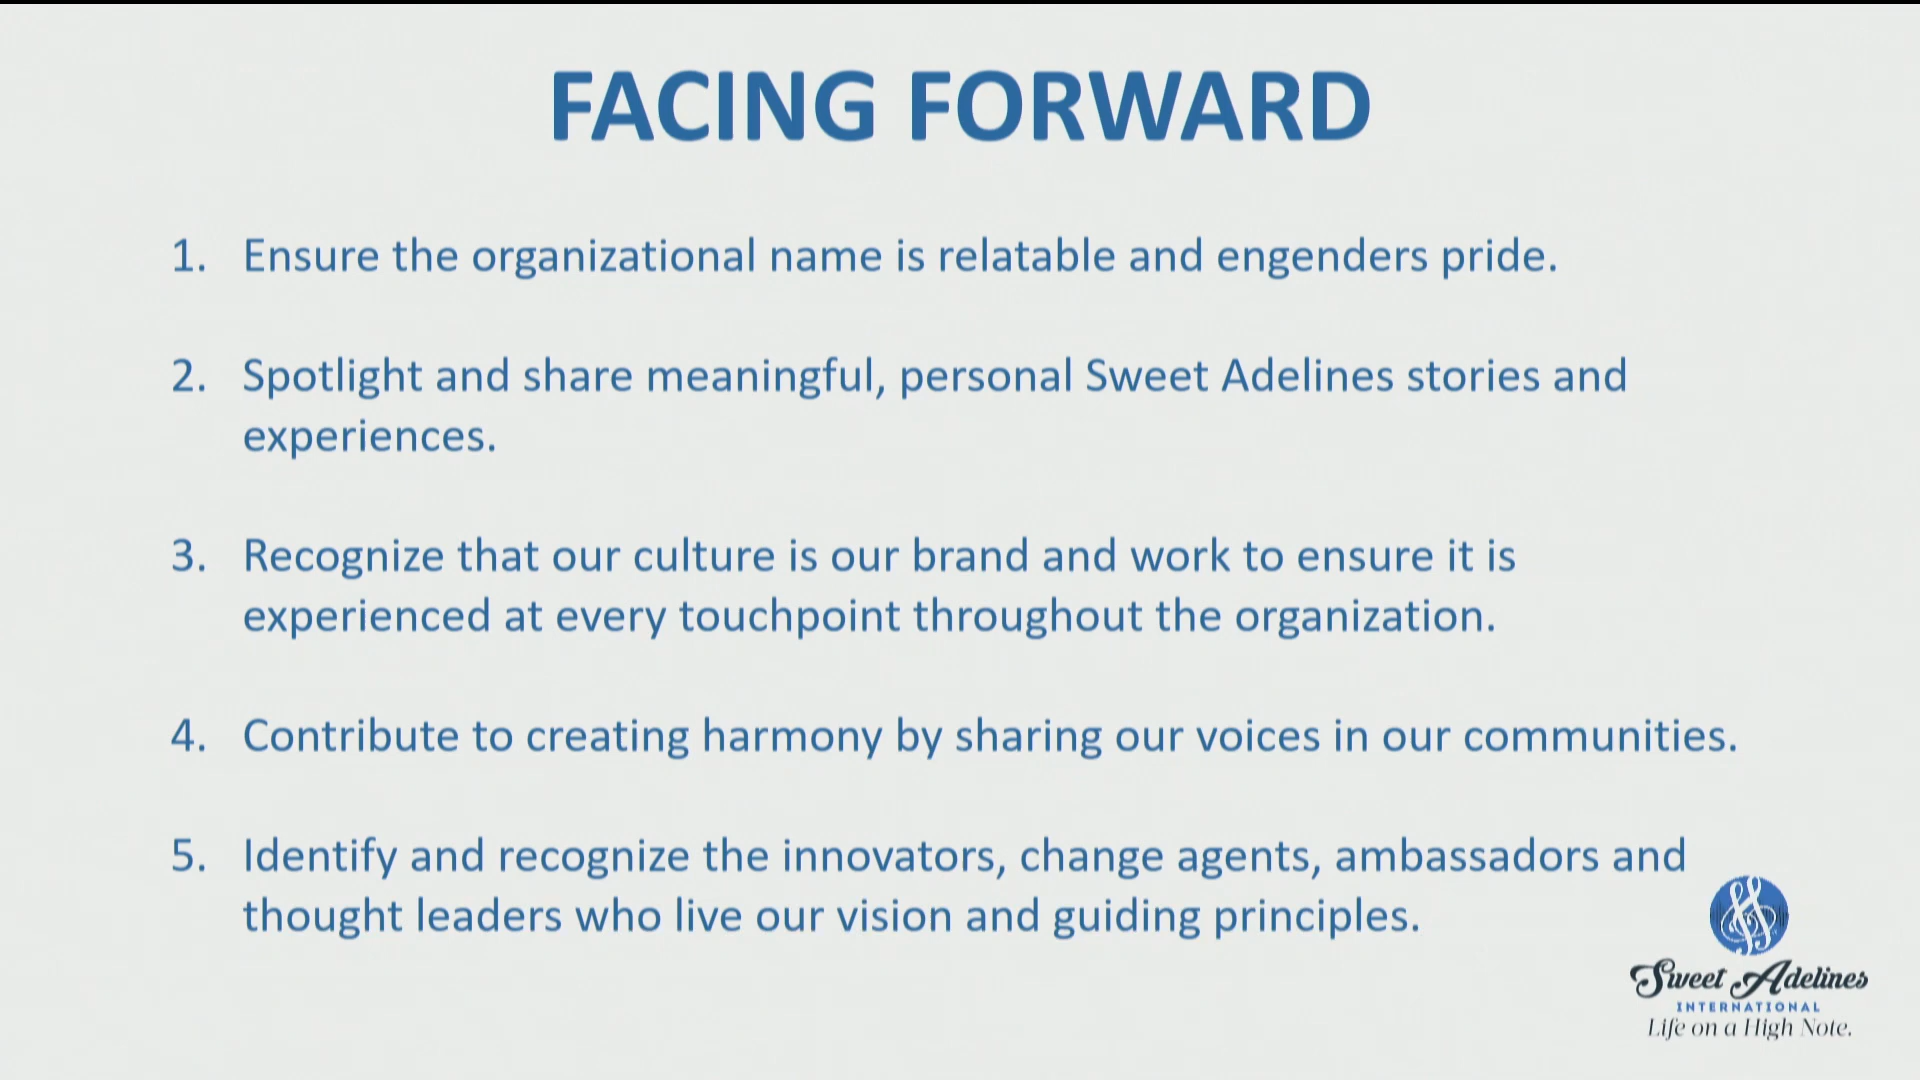 FACING FORWARD
1. Ensure the organizational name is relatable and engenders pride.
2. Spotlight and share meaningful, personal Sweet Adelines stories and
experiences.
3. Recognize that our culture is our brand and work to ensure it is
experienced at every touchpoint throughout the organization.
4. Contribute to creating harmony by sharing our voices in our communities.
5. Identify and recognize the innovators, change agents, ambassadors and
thought leaders who live our vision and guiding principles.
Sweet Adelines
INTERNATIONAL
Life on a High Note.